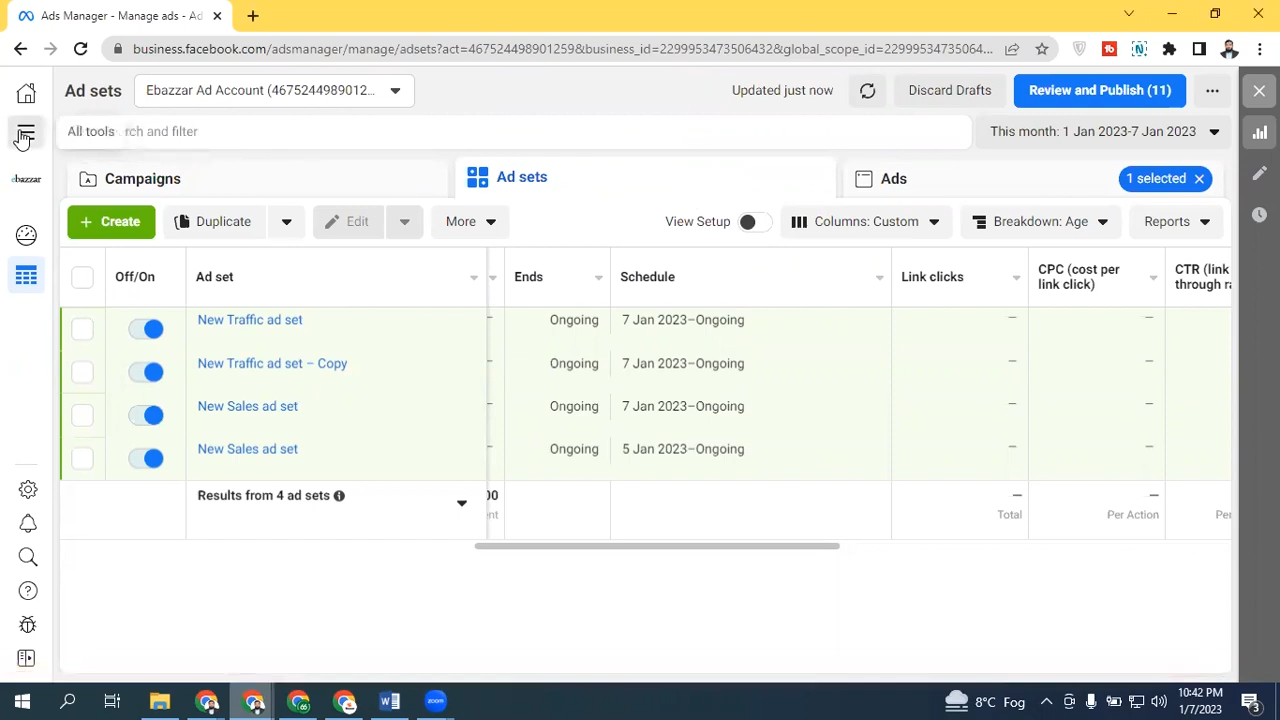 Ads Manager - Manage ads - Ad
business.facebook.com/adsmanager/manage/adsets?act=467524498901259&business_id=2299953473500432&global_scope_id=22999534735064...
Ad sets
Ebazzar Ad Account (4675244989012...
Updated just now
Discard Drafts
Review and Publish (11)
All tools
rch and filter
This month: 1 Jan 2023-7 Jan 2023
ebazzar
Campaigns
Ad sets
Ads
1 selected
Create
Duplicate
Edit
More
View Setup
Columns: Custom
Breakdown: Age
Reports
Off/On
Ad set
Ends
Schedule
Link clicks
CPC (cost per
link click)
CTR (link
through ra
New Traffic ad set
Ongoing
7 Jan 2023–Ongoing
—
—
New Traffic ad set – Copy
Ongoing
7 Jan 2023–Ongoing
—
—
New Sales ad set
Ongoing
7 Jan 2023–Ongoing
—
—
New Sales ad set
Ongoing
5 Jan 2023–Ongoing
—
—
Results from 4 ad sets
00
nt
—
Total
—
Per Action
Per
8°C Fog
10:42 PM
1/7/2023
3